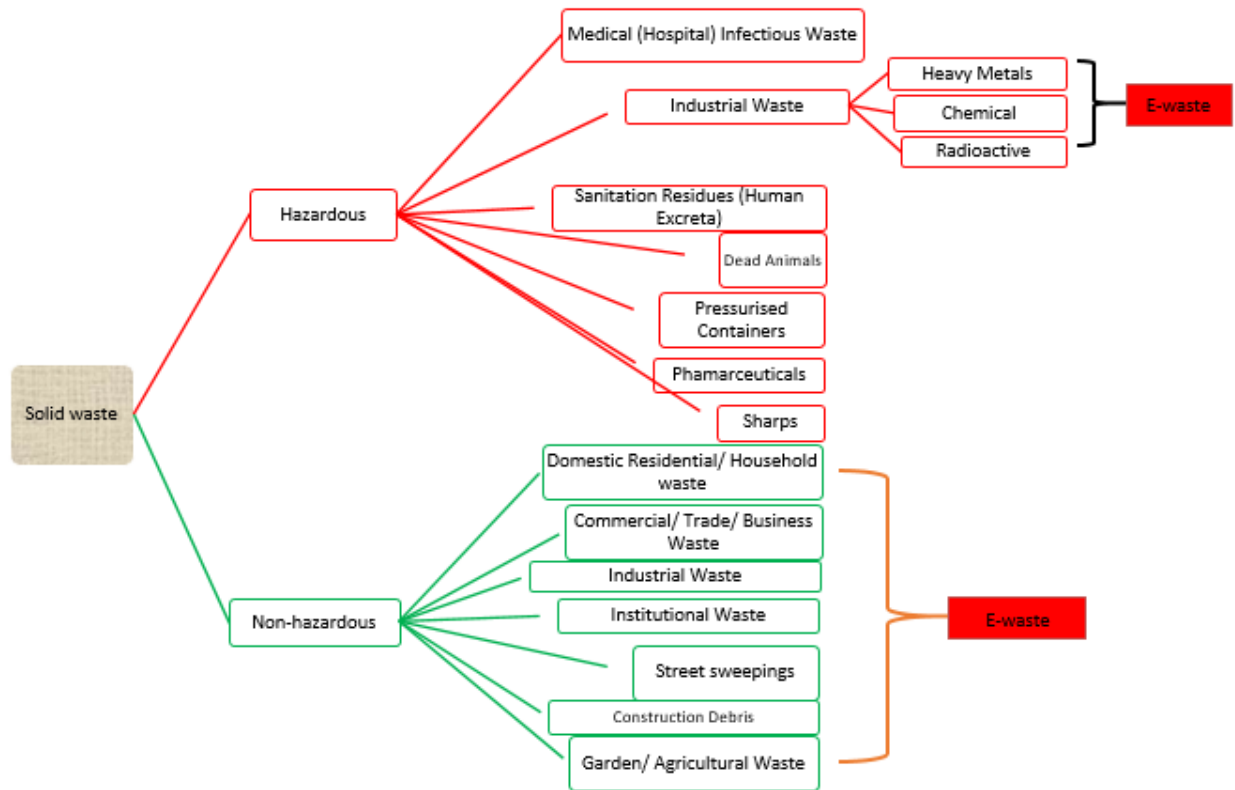 Medical (Hospital) Infectious Waste
Heavy Metals
Industrial Waste
Chemical
E-waste
Radioactive
Hazardous
Sanitation Residues (Human
Excreta)
Dead Animals
Pressurised
Containers
Phamarceuticals
Solid waste
Sharps
Domestic Residential/ Household
waste
Commercial/ Trade/ Business
Waste
Industrial Waste
Non-hazardous
Institutional Waste
E-waste
Street sweepings
Construction Debris
Garden/ Agricultural Waste